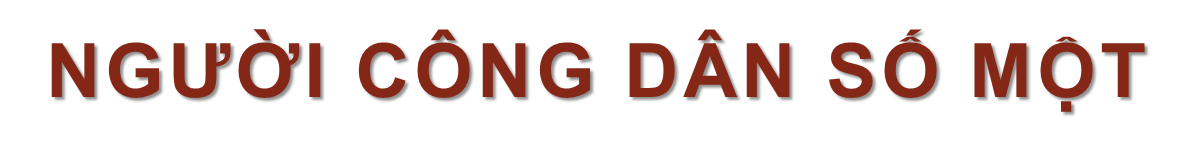 NGƯỜI CÔNG DÂN SỐ MỘT